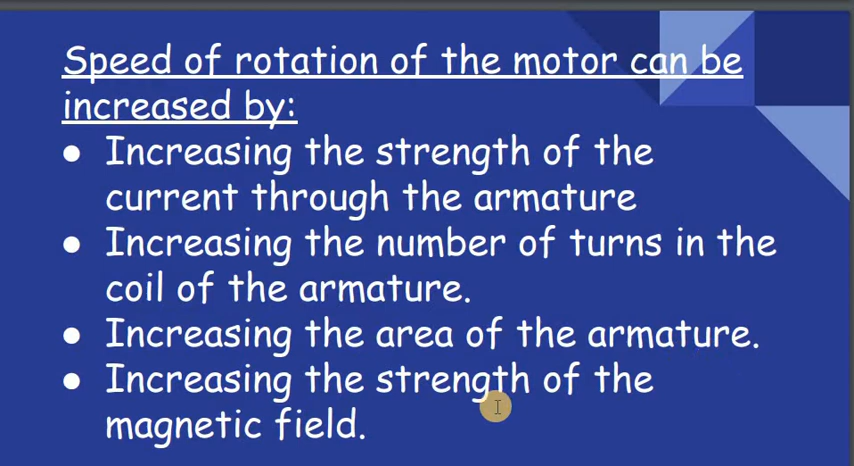 Speed of rotation of the motor can be
increased by:
● Increasing the strength of the
current through the armature
● Increasing the number of turns in the
coil of the armature.
● Increasing the area of the armature.
● Increasing the strength of the
magnetic field.